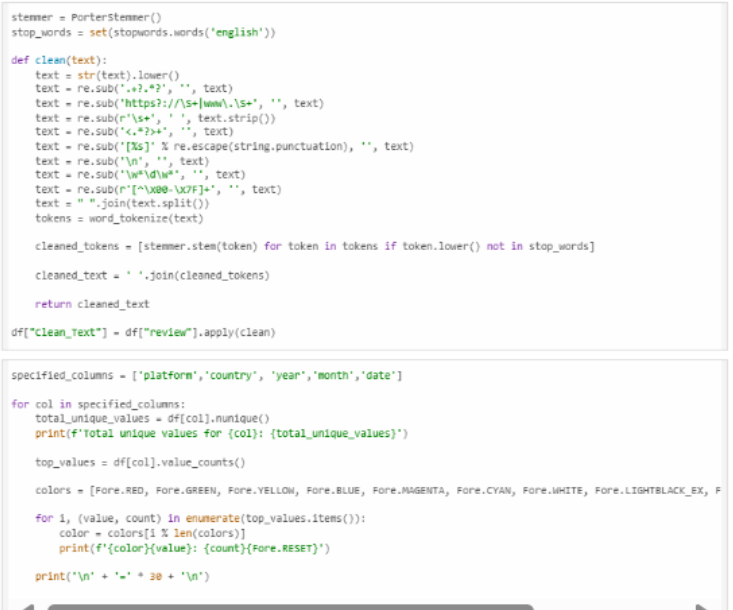 stemmer = PorterStemmer()
stop_words = set(stopwords.words('english'))

def clean(text):
    text = str(text).lower()
    text = re.sub('.+?.*?', '', text)
    text = re.sub('https?://\S+|www\.\S+', '', text)
    text = re.sub(r'\s+', ' ', text.strip())
    text = re.sub('<.*?>+', '', text)
    text = re.sub('[%s]' % re.escape(string.punctuation), '', text)
    text = re.sub('\n', '', text)
    text = re.sub('\w*\d\w*', '', text)
    text = re.sub(r'[^\x00-\x7F]+', '', text)
    text = " ".join(text.split())
    tokens = word_tokenize(text)

    cleaned_tokens = [stemmer.stem(token) for token in tokens if token.lower() not in stop_words]

    cleaned_text = ' '.join(cleaned_tokens)

    return cleaned_text

df["Clean_Text"] = df["review"].apply(clean)

specified_columns = ['platform','country', 'year','month','date']

for col in specified_columns:
    total_unique_values = df[col].nunique()
    print(f'Total unique values for {col}: {total_unique_values}')

    top_values = df[col].value_counts()

    colors = [Fore.RED, Fore.GREEN, Fore.YELLOW, Fore.BLUE, Fore.MAGENTA, Fore.CYAN, Fore.WHITE, Fore.LIGHTBLACK_EX, F

    for i, (value, count) in enumerate(top_values.items()):
        color = colors[i % len(colors)]
        print(f'{color}{value}: {count}{Fore.RESET}')

    print('\n' + '=' * 30 + '\n')